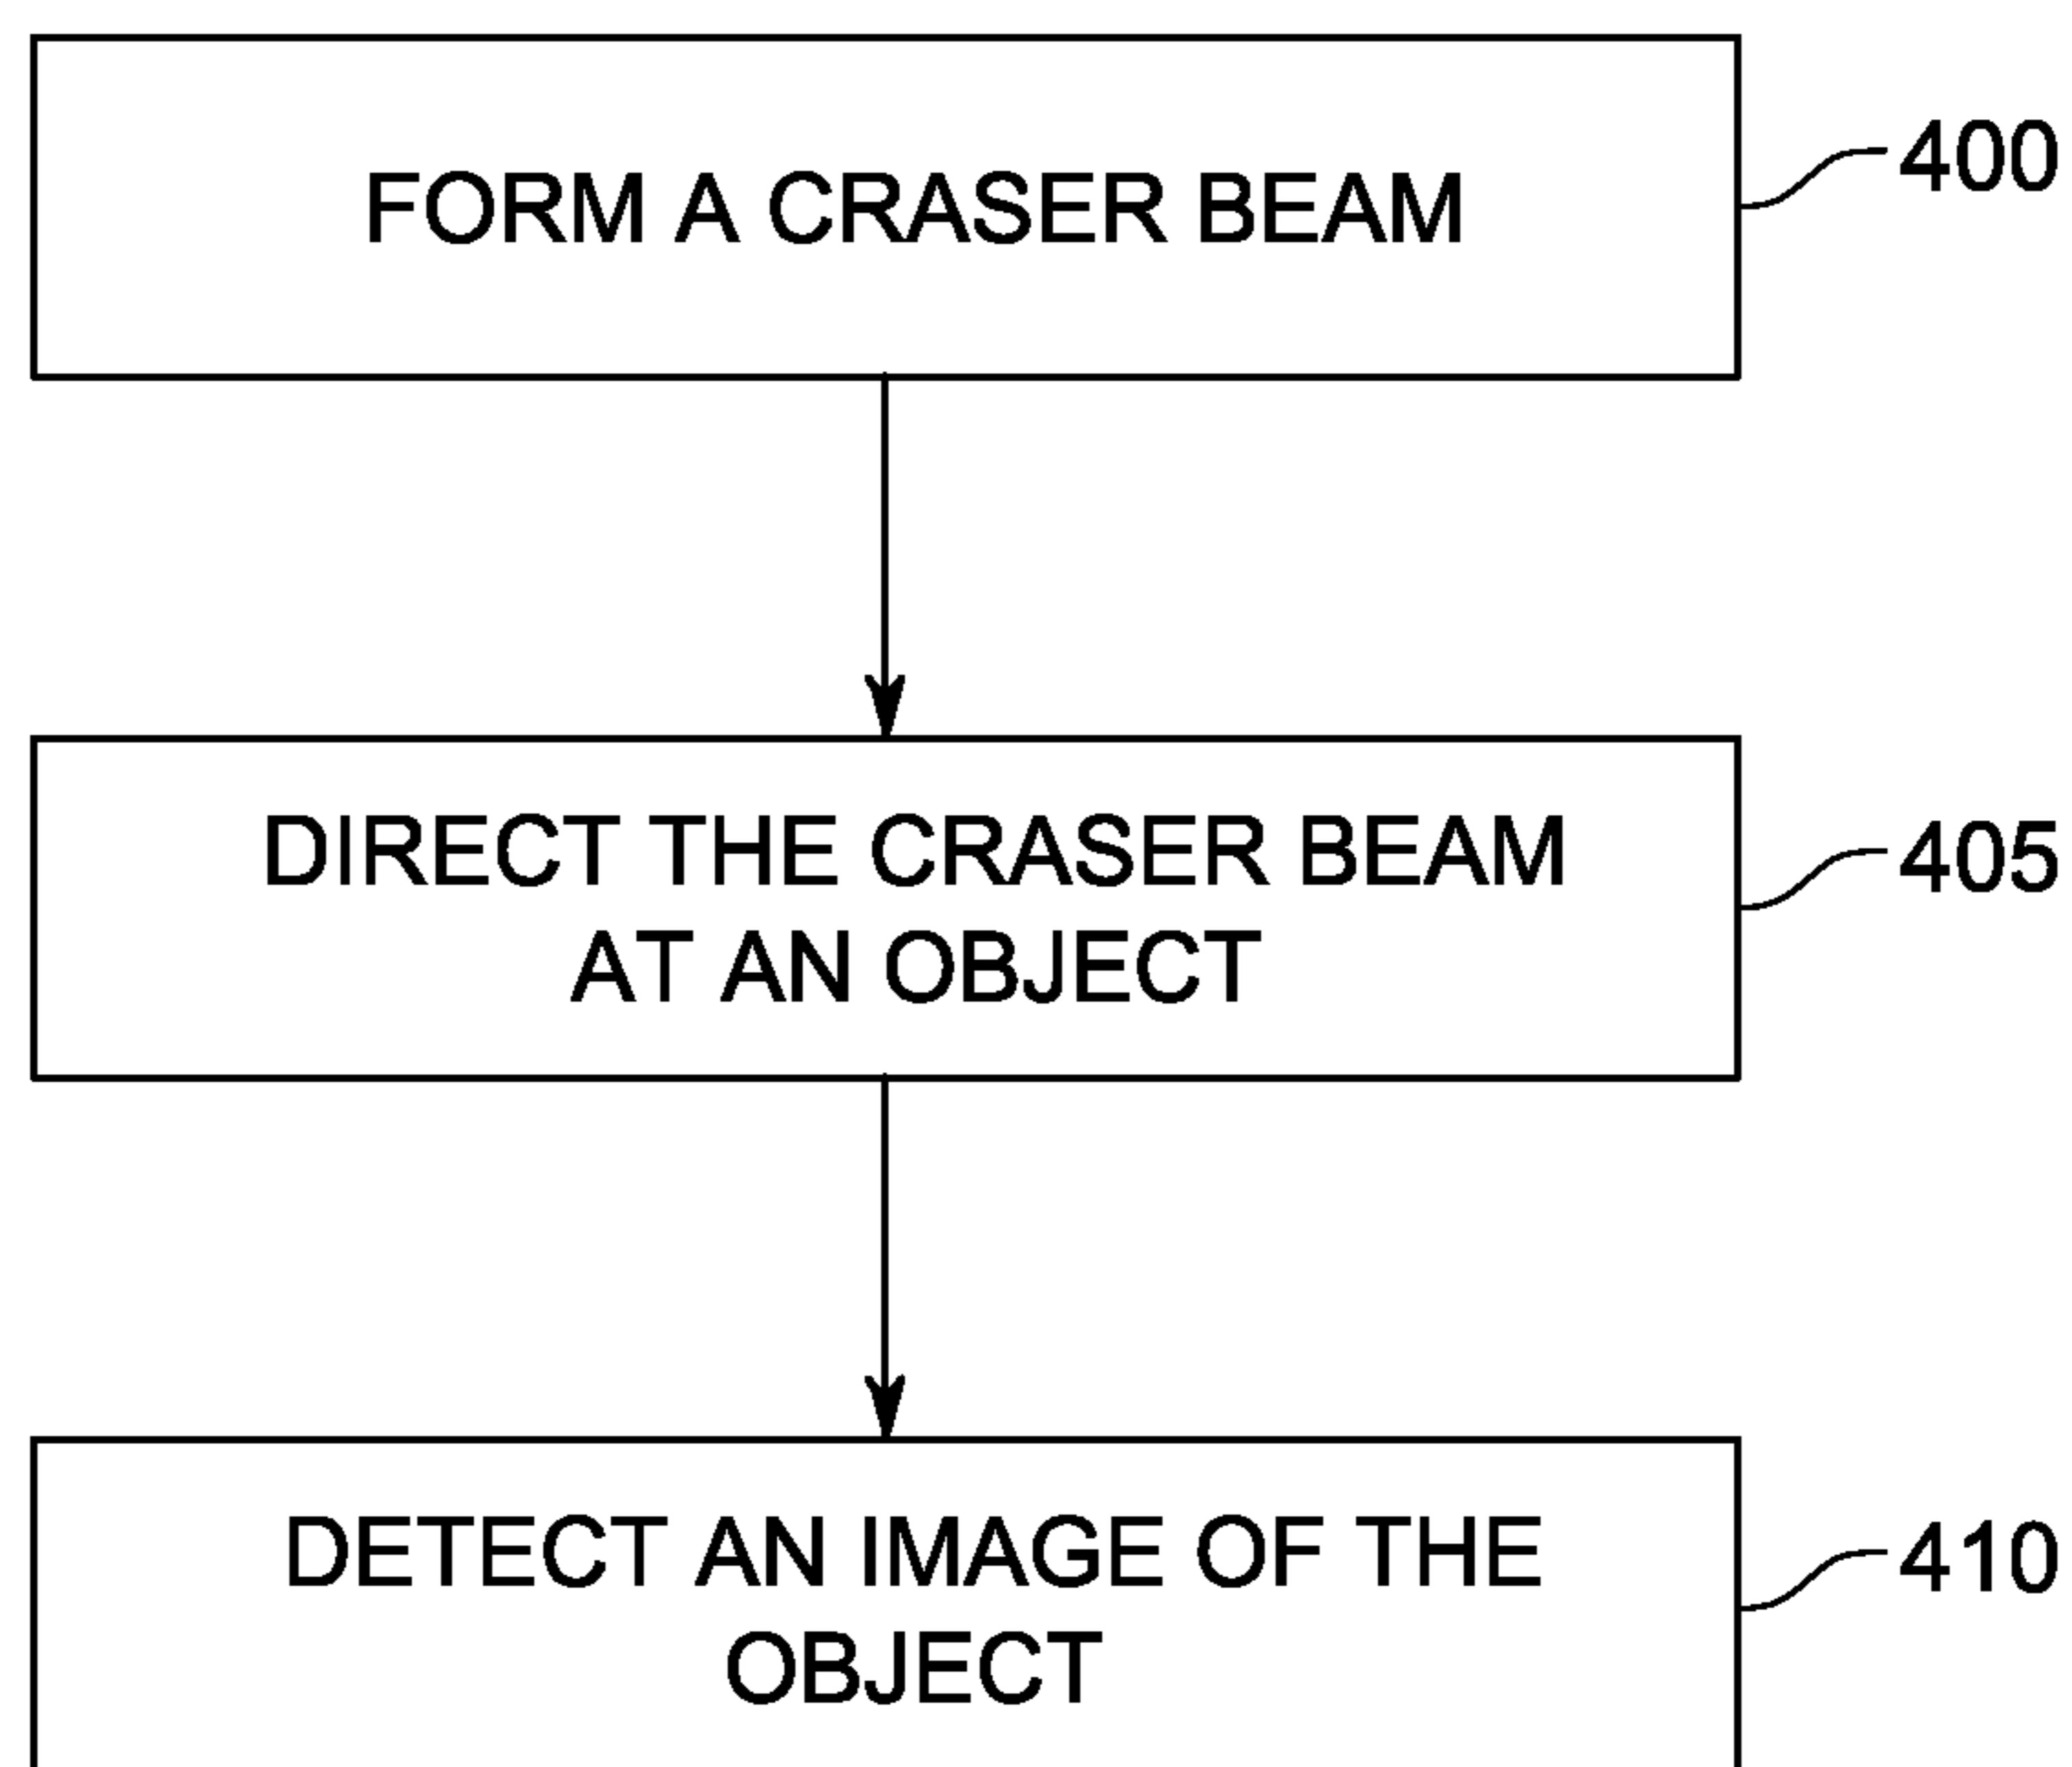 FORM A CRASER BEAM
400
DIRECT THE CRASER BEAM
AT AN OBJECT
405
DETECT AN IMAGE OF THE
OBJECT
410